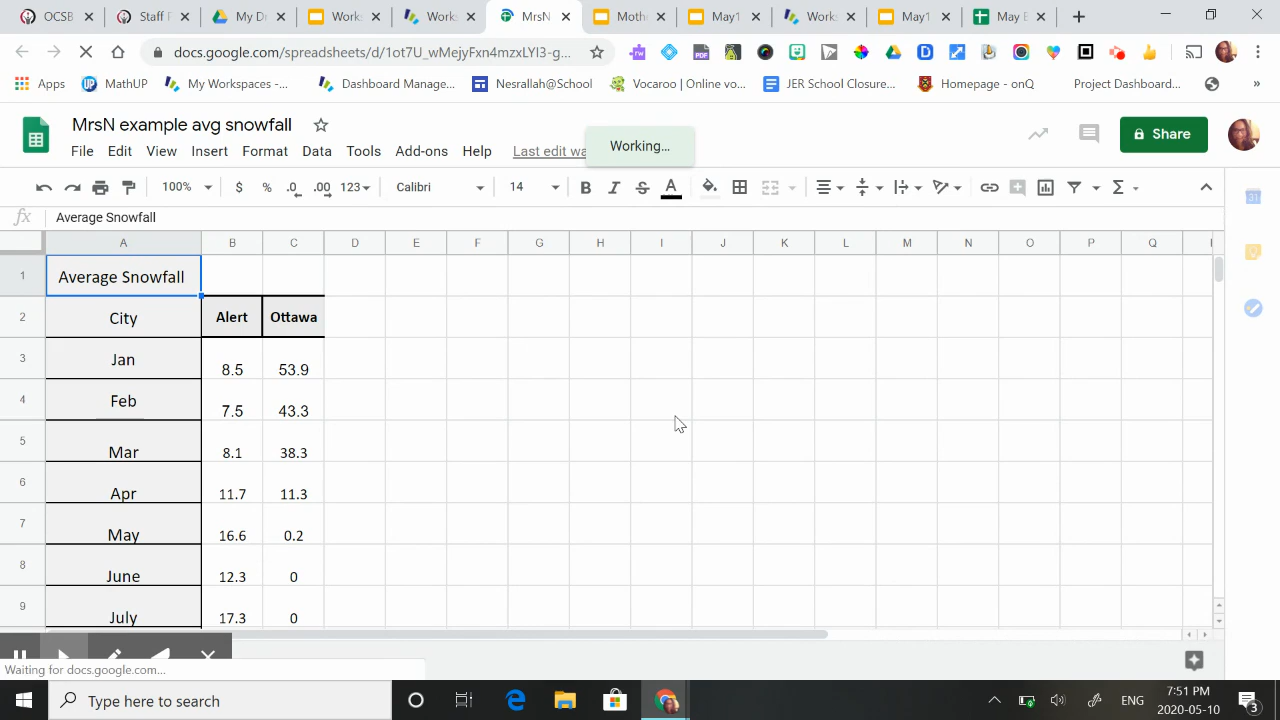 OCSB Staff P My Dr Works Work MrsN Moth May1 Works May1 May B
docs.google.com/spreadsheets/d/1ot7U_wMejyFxn4mzxLYI3-g...
App MathUP My Workspaces -... Dashboard Manage... Nesrallah@School Vocaroo | Online vo... JER School Closure... Homepage - onQ Project Dashboard... »
MrsN example avg snowfall
Share
File Edit View Insert Format Data Tools Add-ons Help Last edit wa
Working...
100% $ % .0 .00 123 Calibri 14 B I S A
fx Average Snowfall
A B C D E F G H I J K L M N O P Q
1 Average Snowfall
2 City Alert Ottawa
3 Jan 8.5 53.9
4 Feb 7.5 43.3
5 Mar 8.1 38.3
6 Apr 11.7 11.3
7 May 16.6 0.2
8 June 12.3 0
9 July 17.3 0
Waiting for docs.google.com...
Type here to search
ENG
7:51 PM
2020-05-10
3